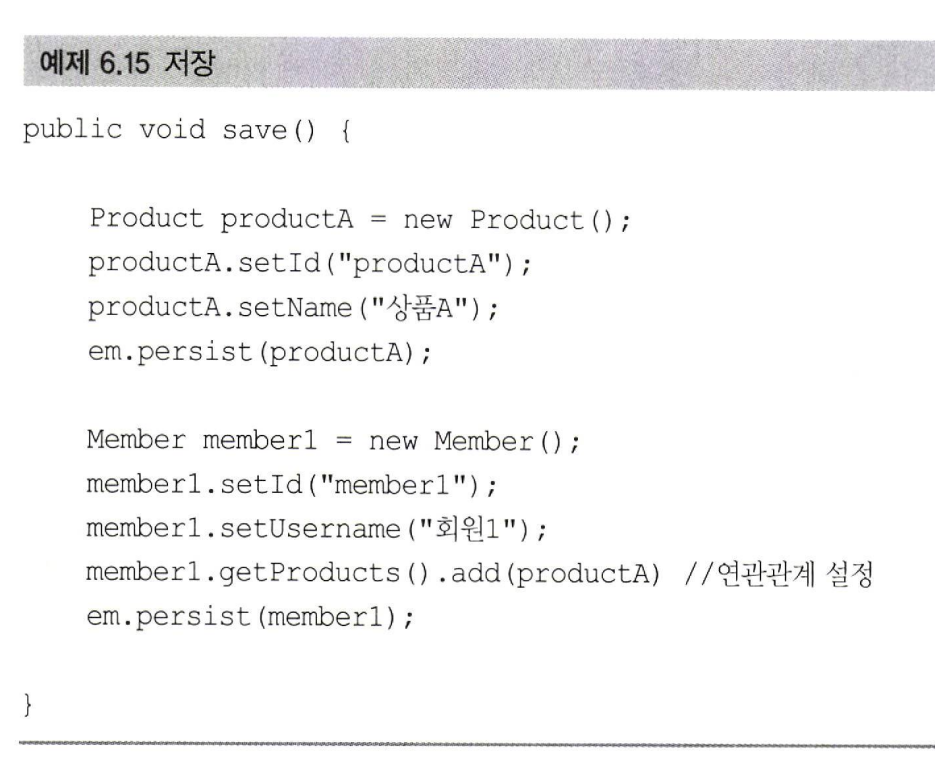 예제 6.15 저장
public void save() {
Product productA = new Product();
productA.setId("productA");
productA.setName("상품A");
em.persist(productA);
Member member1 = new Member();
member1.setId("member1");
member1.setUsername("회원1");
member1.getProducts().add(productA) //연관관계 설정
em.persist(member1);
}